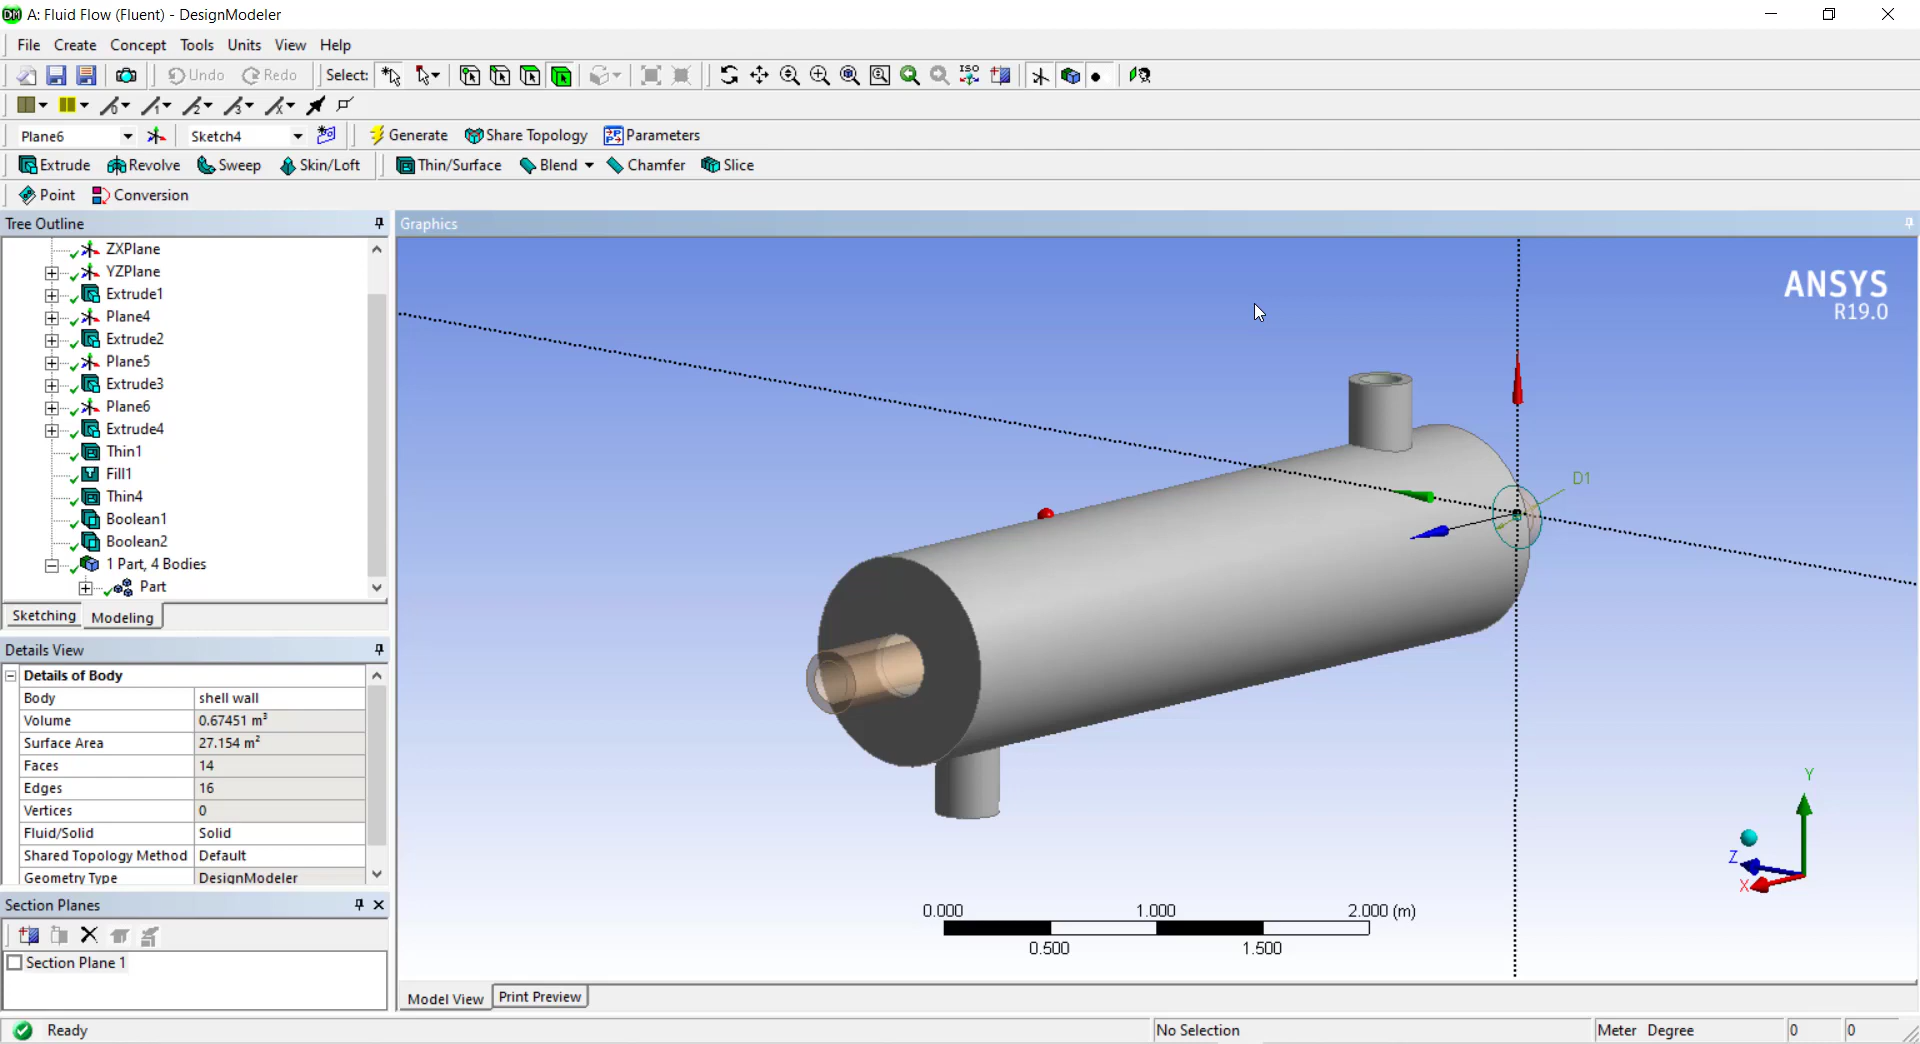 A: Fluid Flow (Fluent) - DesignModeler
File Create Concept Tools Units View Help
Undo Redo Select: ISO
Plane6 Sketch4 Generate Share Topology Parameters
Extrude Revolve Sweep Skin/Loft Thin/Surface Blend Chamfer Slice
Point Conversion
Tree Outline
ZXPlane
YZPlane
Extrude1
Plane4
Extrude2
Plane5
Extrude3
Plane6
Extrude4
Thin1
Fill1
Thin4
Boolean1
Boolean2
1 Part, 4 Bodies
Part
Sketching Modeling
Details View
Details of Body
Body shell wall
Volume 0.67451 m³
Surface Area 27.154 m²
Faces 14
Edges 16
Vertices 0
Fluid/Solid Solid
Shared Topology Method Default
Geometry Type DesignModeler
Section Planes
Section Plane 1
Graphics
ANSYS
R19.0
D1
Y
Z
X
0.000 1.000 2.000 (m)
0.500 1.500
Model View Print Preview
Ready No Selection Meter Degree 0 0